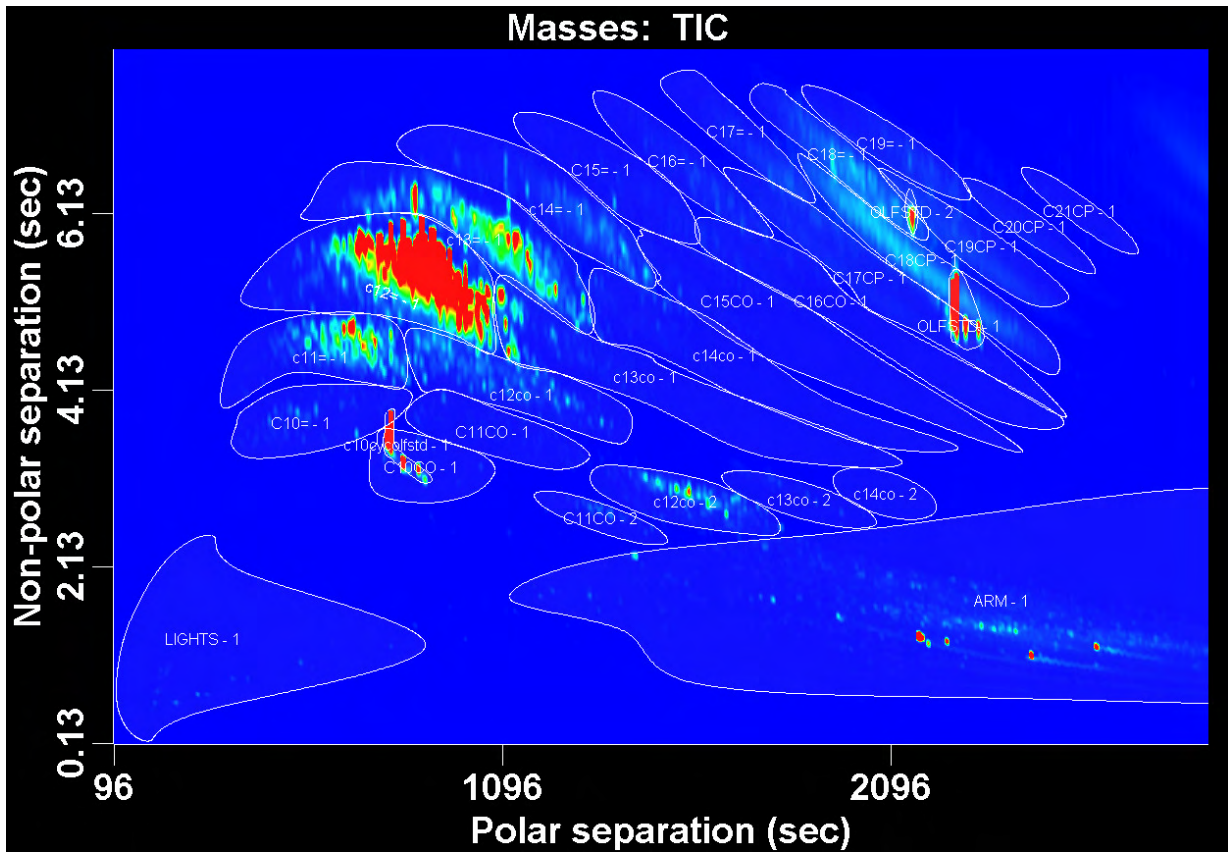 Masses: TIC
C17= - 1
C19= - 1
C16= - 1
C18= - 1
C15= - 1
C21CP - 1
c14= - 1
OLFSTD - 2
C20CP - 1
6.13
c13= - 1
C19CP - 1
C18CP - 1
C17CP - 1
c12= - 1
C15CO - 1
C16CO - 1
OLFSTD - 1
c11= - 1
c14co - 1
c13co - 1
4.13
c12co - 1
C10= - 1
C11CO - 1
c10cyolfstd - 1
C10CO - 1
c12co - 2
c13co - 2
c14co - 2
C11CO - 2
2.13
ARM - 1
LIGHTS - 1
0.13
Non-polar separation (sec)
96
1096
2096
Polar separation (sec)